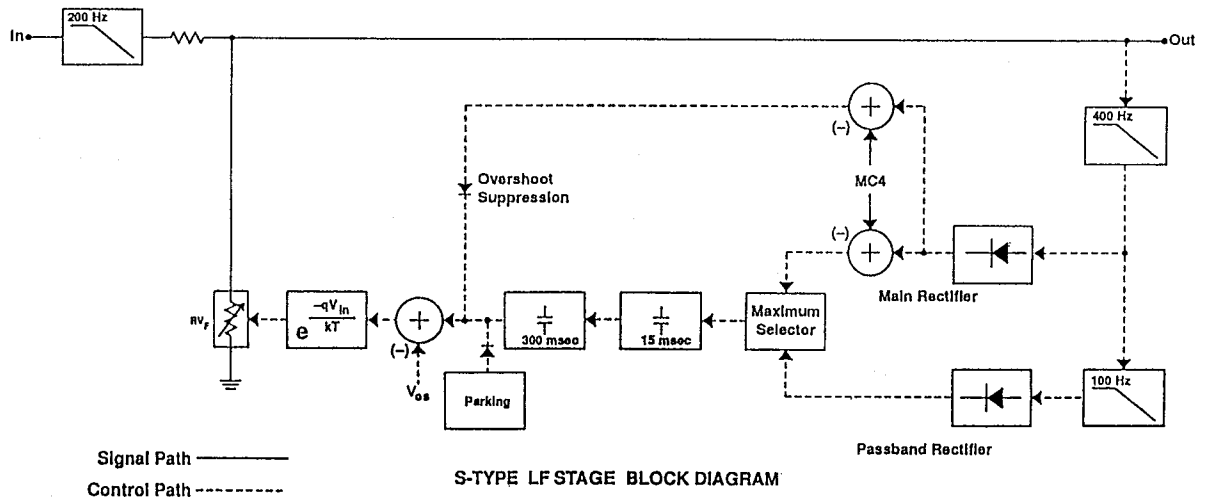 200 Hz
In
Out
400 Hz
(-)
Overshoot
Suppression
MC4
(-)
Main Rectifier
Maximum
Selector
RV_F
e^{-qV_in / kT}
(-)
V_os
300 msec
15 msec
Parking
100 Hz
Passband Rectifier
Signal Path
Control Path
S-TYPE LF STAGE BLOCK DIAGRAM